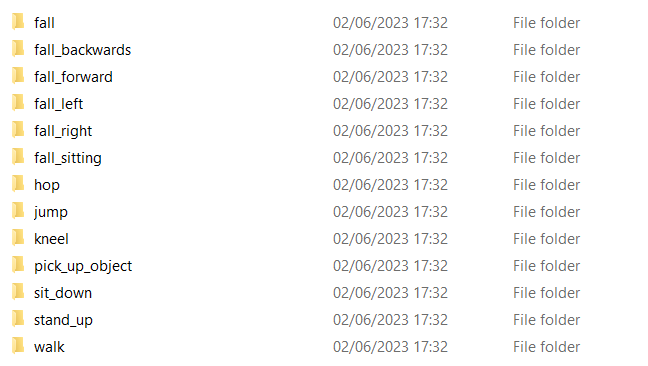 fall 02/06/2023 17:32 File folder
fall_backwards 02/06/2023 17:32 File folder
fall_forward 02/06/2023 17:32 File folder
fall_left 02/06/2023 17:32 File folder
fall_right 02/06/2023 17:32 File folder
fall_sitting 02/06/2023 17:32 File folder
hop 02/06/2023 17:32 File folder
jump 02/06/2023 17:32 File folder
kneel 02/06/2023 17:32 File folder
pick_up_object 02/06/2023 17:32 File folder
sit_down 02/06/2023 17:32 File folder
stand_up 02/06/2023 17:32 File folder
walk 02/06/2023 17:32 File folder